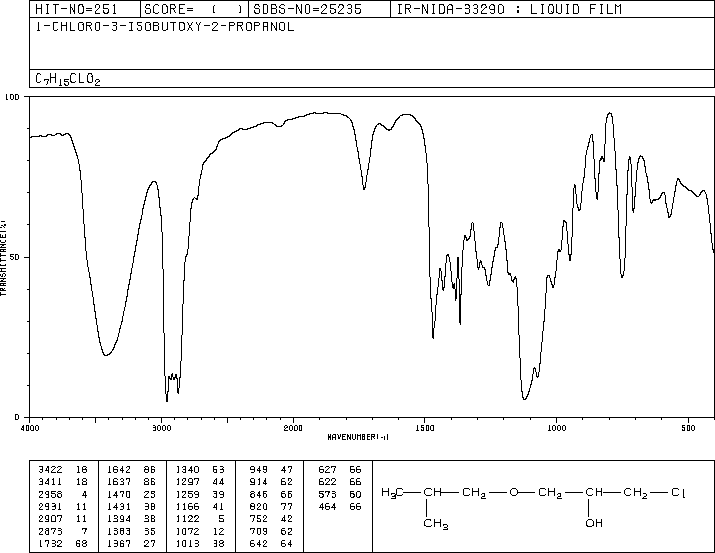 HIT-NO=251 SCORE= ( ) SDBS-NO=25235 IR-NIDA-33290 : LIQUID FILM
1-CHLORO-3-ISOBUTOXY-2-PROPANOL
C7H15CLO2
100
50
0
TRANSMITTANCE(%)
4000 3000 2000 1500 1000 500
WAVENUMBER(-1)
3422 18 1642 86 1340 53 949 47 627 66
3411 18 1637 86 1297 44 914 62 622 66
2958 4 1470 23 1259 39 846 66 573 60
2931 11 1431 38 1166 41 820 77 464 66
2907 11 1394 38 1122 5 752 42
2873 7 1383 35 1072 12 709 62
1732 68 1367 27 1013 38 642 64
H3C CH CH2 O CH2 CH CH2 Cl
CH3 OH